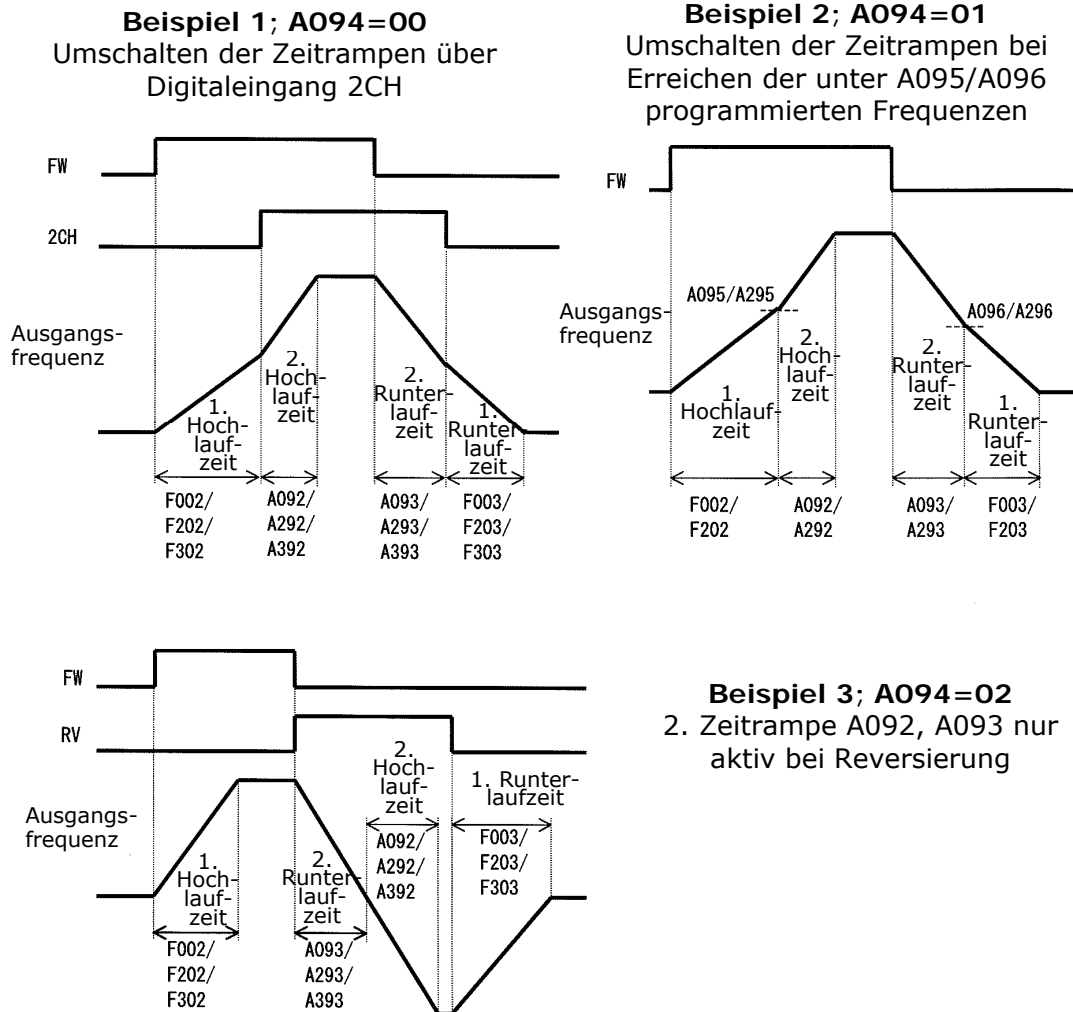 Beispiel 1; A094=00
Umschalten der Zeitrampen über
Digitaleingang 2CH
FW
2CH
Ausgangs-
frequenz
1.
Hoch-
lauf-
zeit
2.
Hoch-
lauf-
zeit
2.
Runter-
lauf-
zeit
1.
Runter
lauf-
zeit
F002/
F202/
F302
A092/
A292/
A392
A093/
A293/
A393
F003/
F203/
F303
Beispiel 2; A094=01
Umschalten der Zeitrampen bei
Erreichen der unter A095/A096
programmierten Frequenzen
FW
Ausgangs-
frequenz
A095/A295
A096/A296
1.
Hochlauf-
zeit
2.
Hoch-
lauf-
zeit
2.
Runter-
lauf-
zeit
1.
Runter-
lauf-
zeit
F002/
F202
A092/
A292
A093/
A293
F003/
F203
FW
RV
Ausgangs-
frequenz
1.
Hoch-
lauf-
zeit
2.
Runter-
lauf-
zeit
2.
Hoch-
lauf-
zeit
1. Runter-
laufzeit
A092/
A292/
A392
F003/
F203/
F303
F002/
F202/
F302
A093/
A293/
A393
Beispiel 3; A094=02
2. Zeitrampe A092, A093 nur
aktiv bei Reversierung